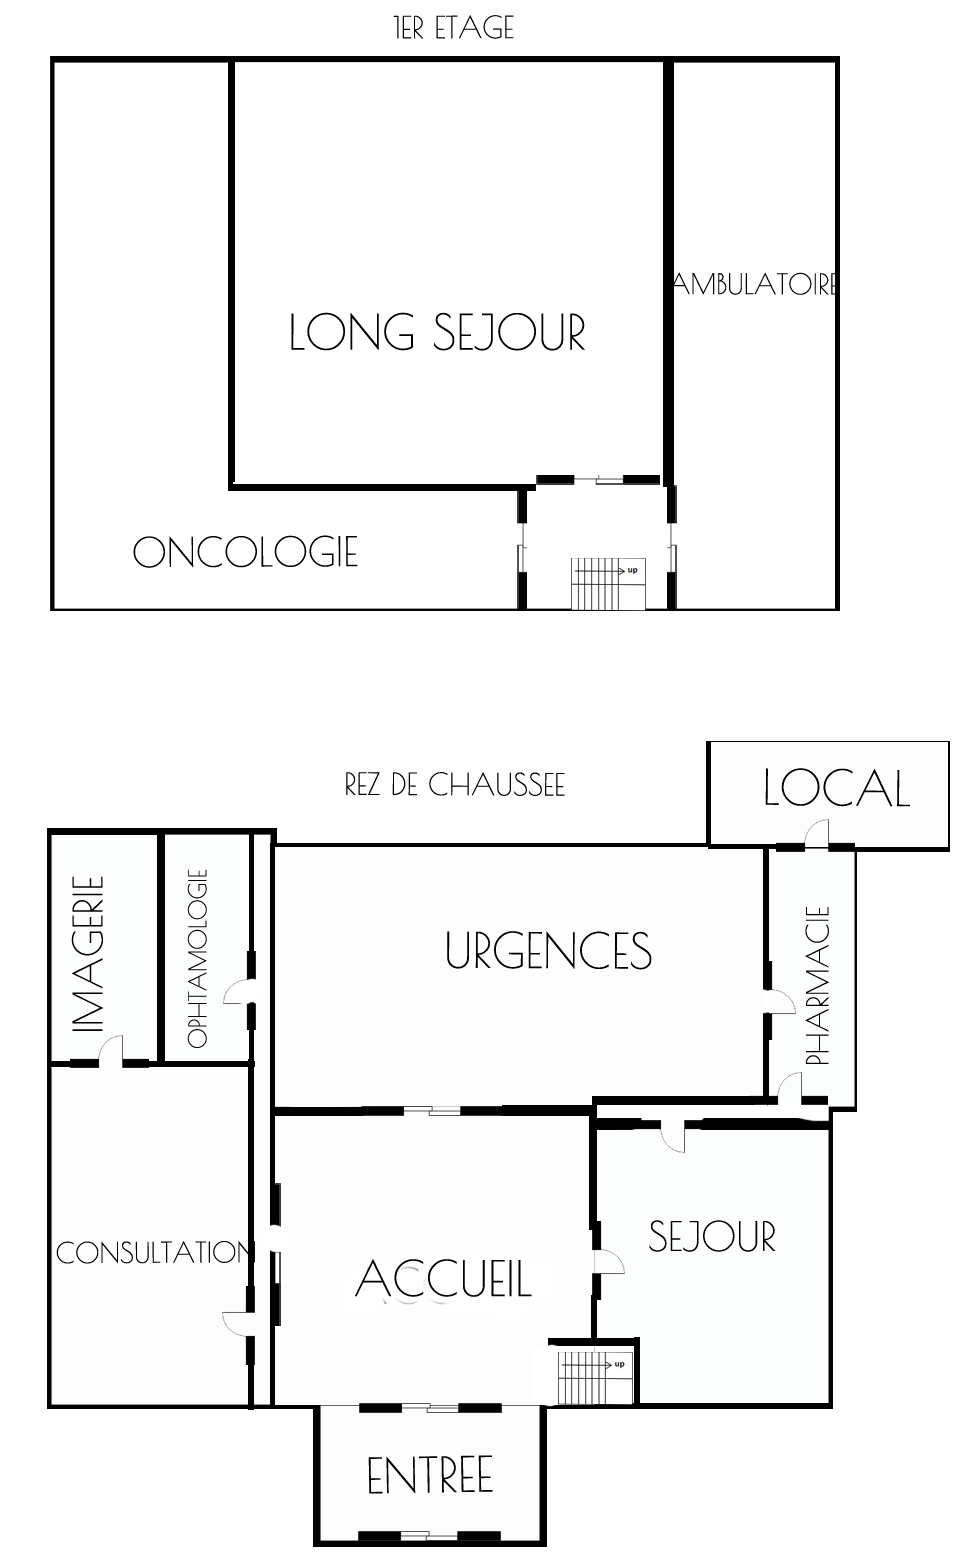 1ER ETAGE
AMBULATOIRE
LONG SEJOUR
ONCOLOGIE
up
REZ DE CHAUSSEE
LOCAL
IMAGERIE
OPHTAMOLOGIE
URGENCES
PHARMACIE
CONSULTATION
SEJOUR
ACCUEIL
up
ENTREE